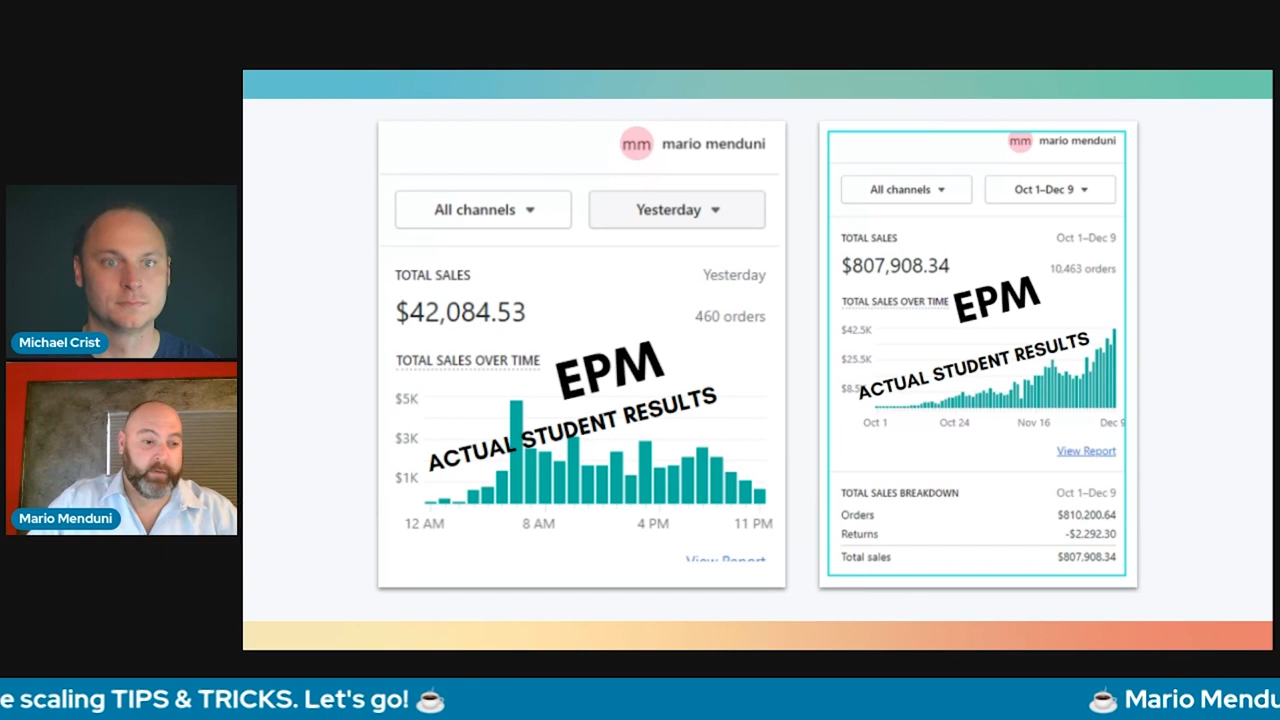 Michael Crist
Mario Menduni
mm mario menduni
All channels
Yesterday
TOTAL SALES
Yesterday
$42,084.53
460 orders
TOTAL SALES OVER TIME
EPM
ACTUAL STUDENT RESULTS
$5K
$3K
$1K
12 AM
8 AM
4 PM
11 PM
View Report
mm mario menduni
All channels
Oct 1–Dec 9
TOTAL SALES
Oct 1–Dec 9
$807,908.34
10,463 orders
TOTAL SALES OVER TIME
EPM
ACTUAL STUDENT RESULTS
$42.5K
$25.5K
Oct 1
Oct 24
Nov 16
Dec 9
View Report
TOTAL SALES BREAKDOWN
Oct 1–Dec 9
Orders
$810,200.64
Returns
-$2,292.30
Total sales
$807,908.34
e scaling TIPS & TRICKS. Let's go! ☕
☕ Mario Mendu